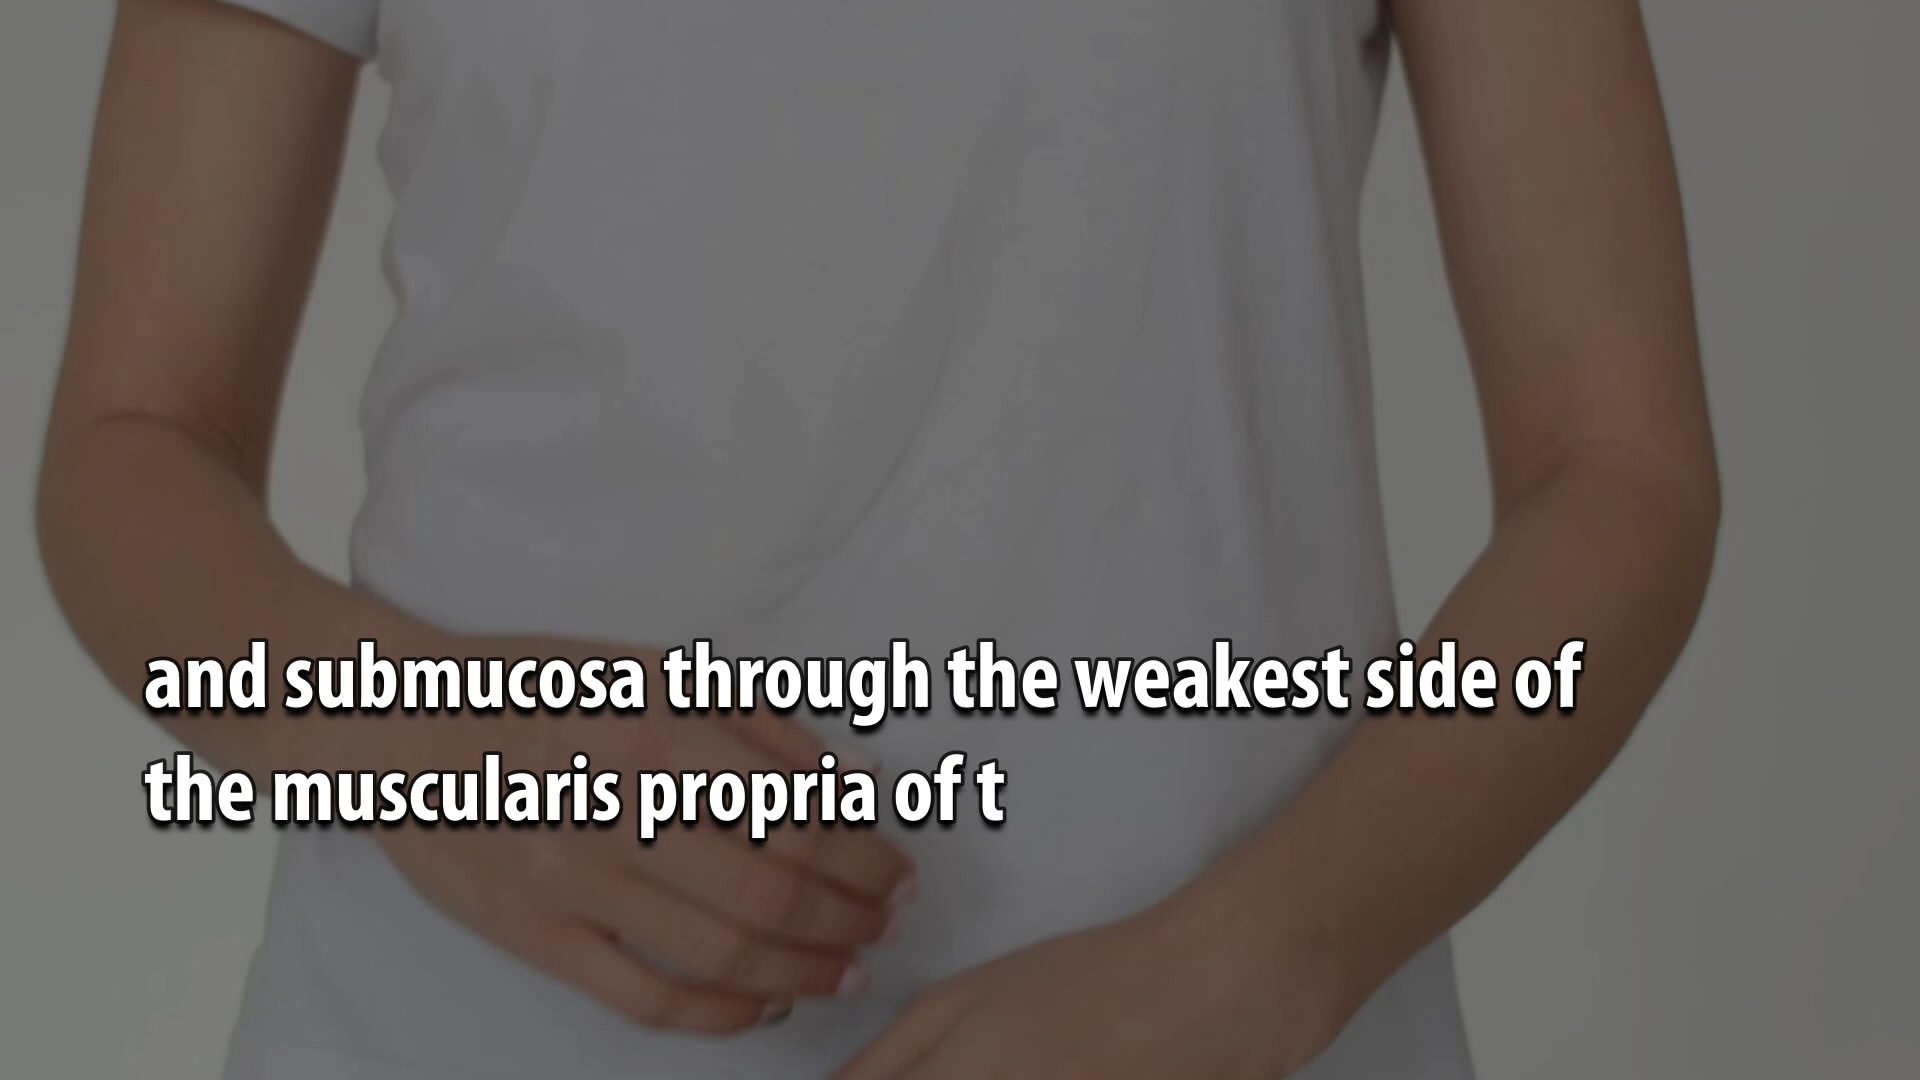 and submucosa through the weakest side of
the muscularis propria of t